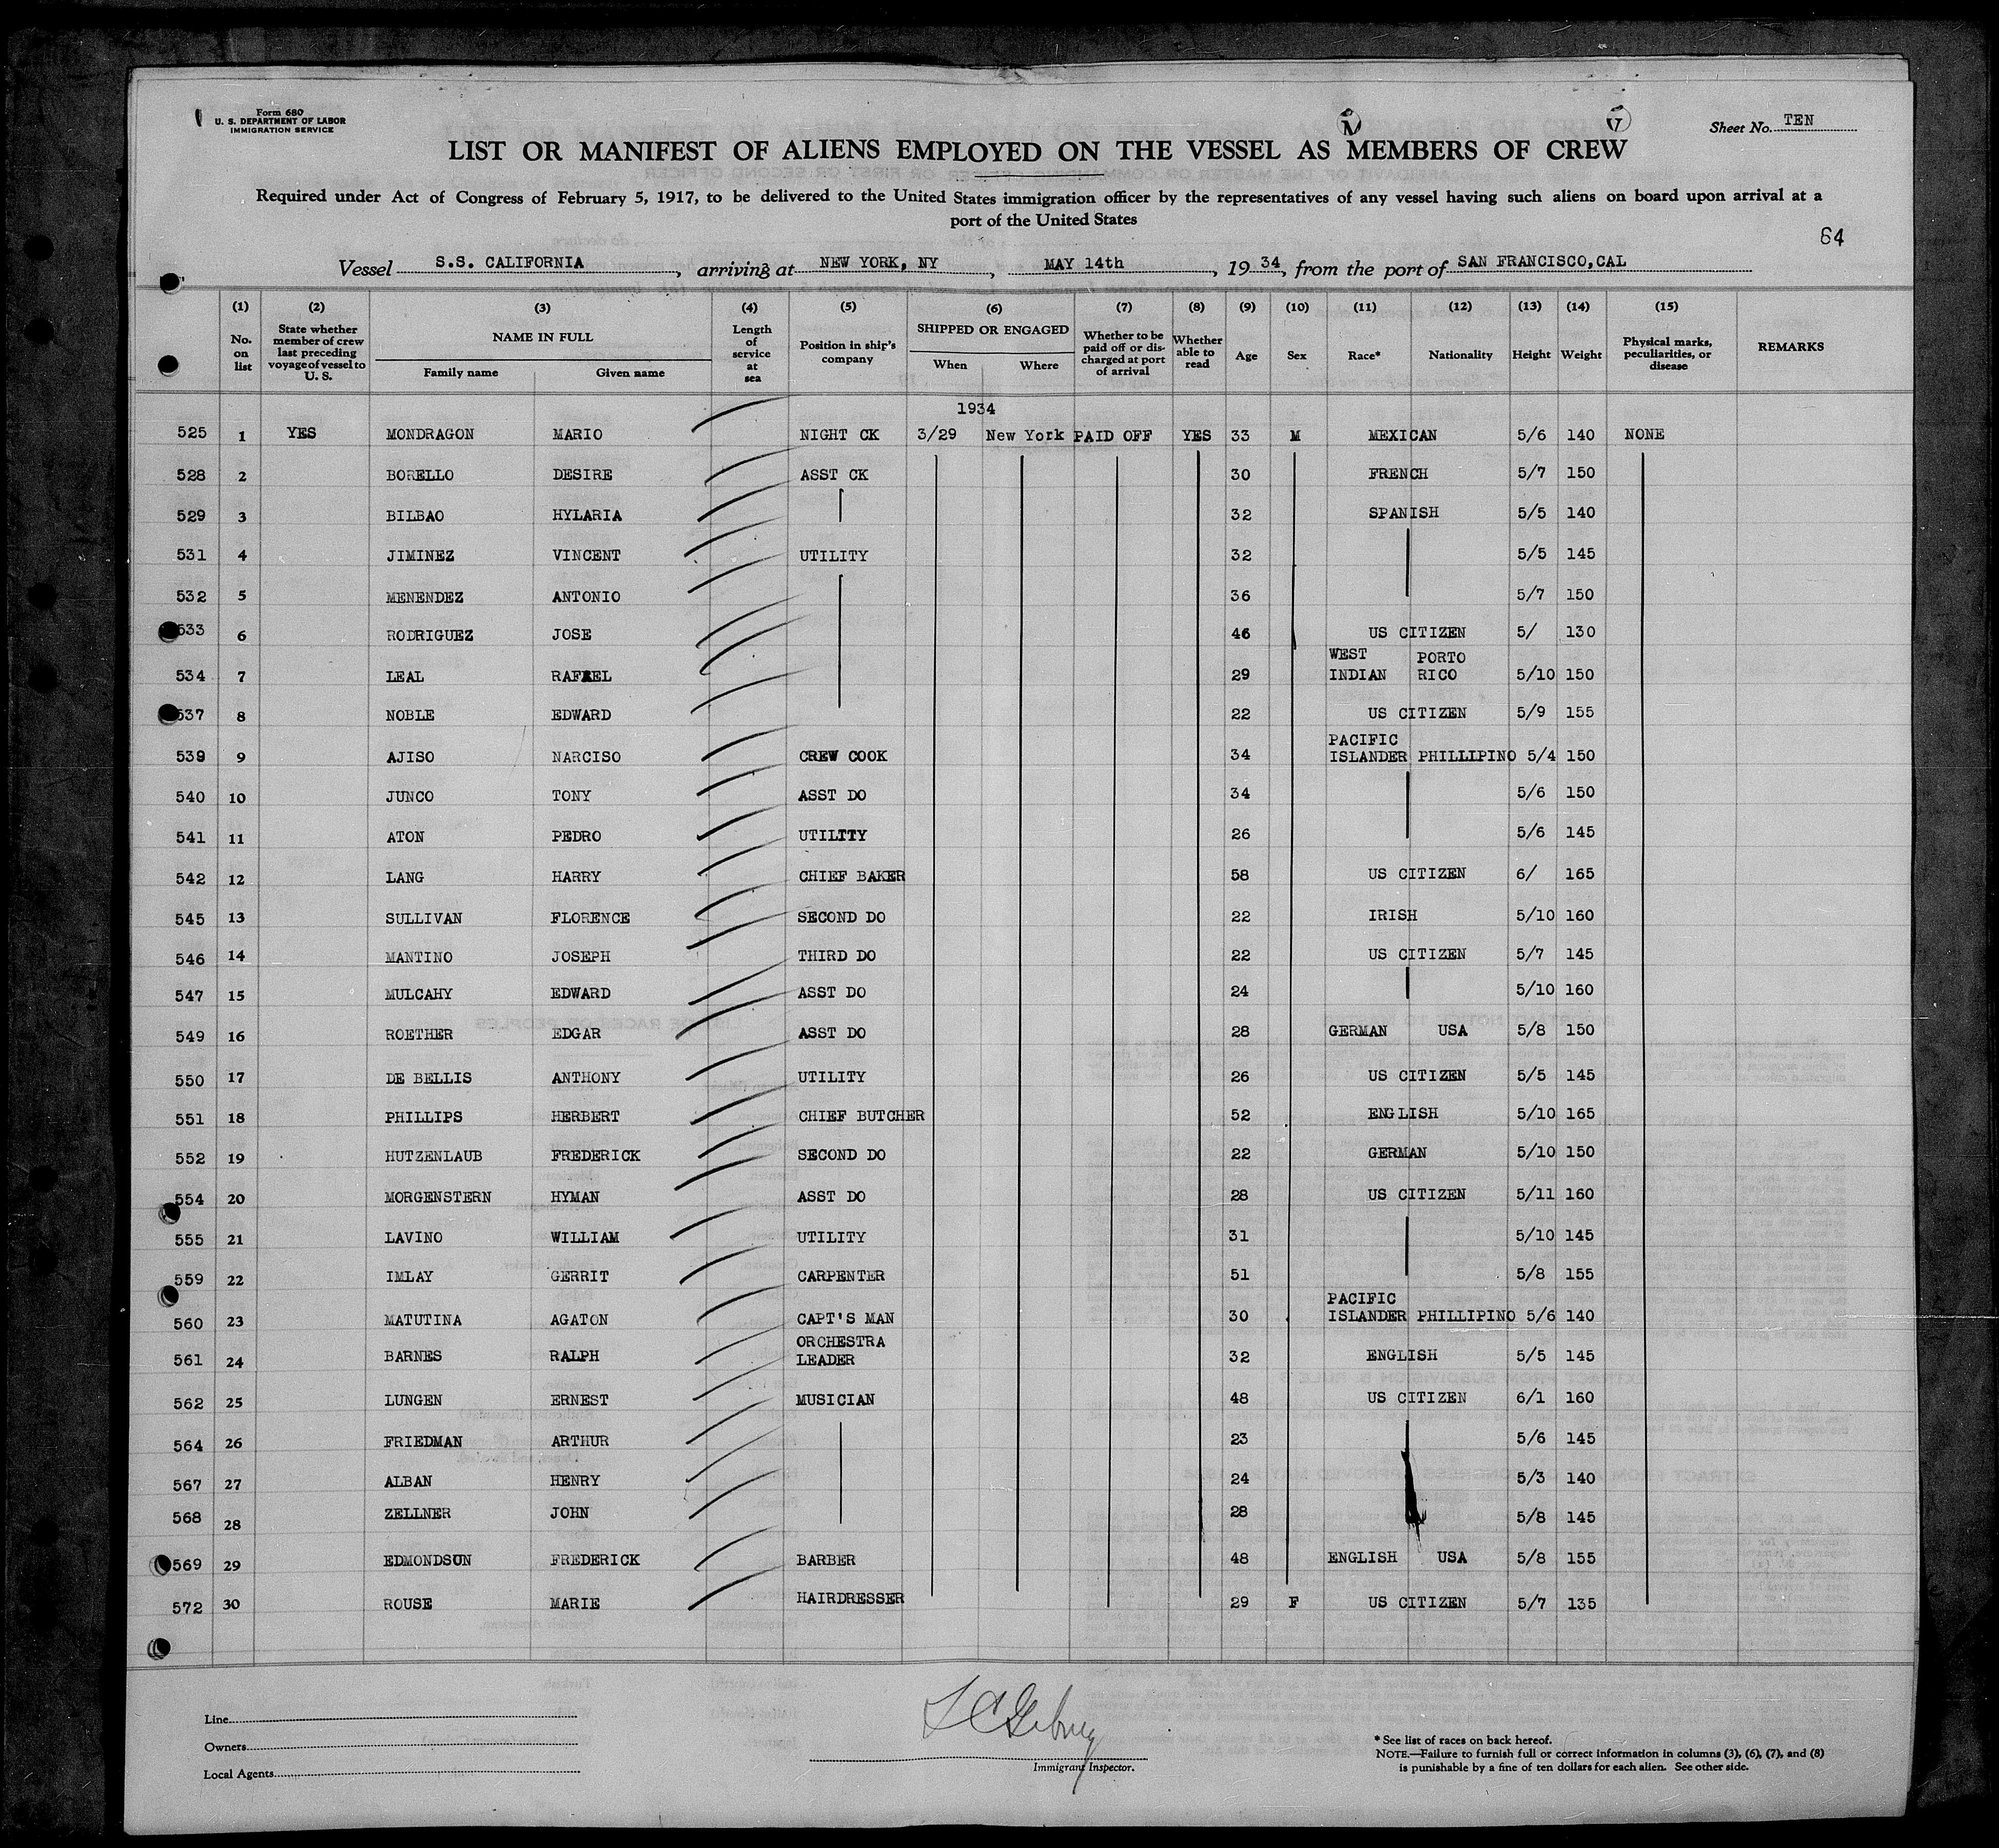 Form 680
U. S. DEPARTMENT OF LABOR
IMMIGRATION SERVICE
Sheet No. TEN
LIST OR MANIFEST OF ALIENS EMPLOYED ON THE VESSEL AS MEMBERS OF CREW
Required under Act of Congress of February 5, 1917, to be delivered to the United States immigration officer by the representatives of any vessel having such aliens on board upon arrival at a
port of the United States
64
Vessel S.S. CALIFORNIA, arriving at NEW YORK, NY, MAY 14th, 1934, from the port of SAN FRANCISCO,CAL
(1) (2) (3) (4) (5) (6) (7) (8) (9) (10) (11) (12) (13) (14) (15)
No. on list State whether member of crew last preceding voyage of vessel to U. S. NAME IN FULL Family name Given name Length of service at sea Position in ship's company SHIPPED OR ENGAGED When Where Whether to be paid off or discharged at port of arrival Whether able to read Age Sex Race* Nationality Height Weight Physical marks, peculiarities, or disease REMARKS
1934
525 1 YES MONDRAGON MARIO NIGHT CK 3/29 New York PAID OFF YES 33 M MEXICAN 5/6 140 NONE
528 2 BORELLO DESIRE ASST CK 30 FRENCH 5/7 150
529 3 BILBAO HYLARIA 32 SPANISH 5/5 140
531 4 JIMINEZ VINCENT UTILITY 32 5/5 145
532 5 MENENDEZ ANTONIO 36 5/7 150
533 6 RODRIGUEZ JOSE 46 US CITIZEN 5/ 130
534 7 LEAL RAFAEL 29 WEST INDIAN PORTO RICO 5/10 150
537 8 NOBLE EDWARD 22 US CITIZEN 5/9 155
539 9 AJISO NARCISO CREW COOK 34 PACIFIC ISLANDER PHILLIPINO 5/4 150
540 10 JUNCO TONY ASST DO 34 5/6 150
541 11 ATON PEDRO UTILITY 26 5/6 145
542 12 LANG HARRY CHIEF BAKER 58 US CITIZEN 6/ 165
545 13 SULLIVAN FLORENCE SECOND DO 22 IRISH 5/10 160
546 14 MANTINO JOSEPH THIRD DO 22 US CITIZEN 5/7 145
547 15 MULCAHY EDWARD ASST DO 24 5/10 160
549 16 ROETHER EDGAR ASST DO 28 GERMAN USA 5/8 150
550 17 DE BELLIS ANTHONY UTILITY 26 US CITIZEN 5/5 145
551 18 PHILLIPS HERBERT CHIEF BUTCHER 52 ENGLISH 5/10 165
552 19 HUTZENLAUB FREDERICK SECOND DO 22 GERMAN 5/10 150
554 20 MORGENSTERN HYMAN ASST DO 28 US CITIZEN 5/11 160
555 21 LAVINO WILLIAM UTILITY 31 5/10 145
559 22 IMLAY GERRIT CARPENTER 51 5/8 155
560 23 MATUTINA AGATON CAPT'S MAN 30 PACIFIC ISLANDER PHILLIPINO 5/6 140
561 24 BARNES RALPH ORCHESTRA LEADER 32 ENGLISH 5/5 145
562 25 LUNGEN ERNEST MUSICIAN 48 US CITIZEN 6/1 160
564 26 FRIEDMAN ARTHUR 23 5/6 145
567 27 ALBAN HENRY 24 5/3 140
568 28 ZELLNER JOHN 28 5/8 145
569 29 EDMONDSON FREDERICK BARBER 48 ENGLISH USA 5/8 155
572 30 ROUSE MARIE HAIRDRESSER 29 F US CITIZEN 5/7 135
Line
Owners
Local Agents
Immigrant Inspector.
* See list of races on back hereof.
NOTE.—Failure to furnish full or correct information in columns (3), (6), (7), and (8)
is punishable by a fine of ten dollars for each alien. See other side.